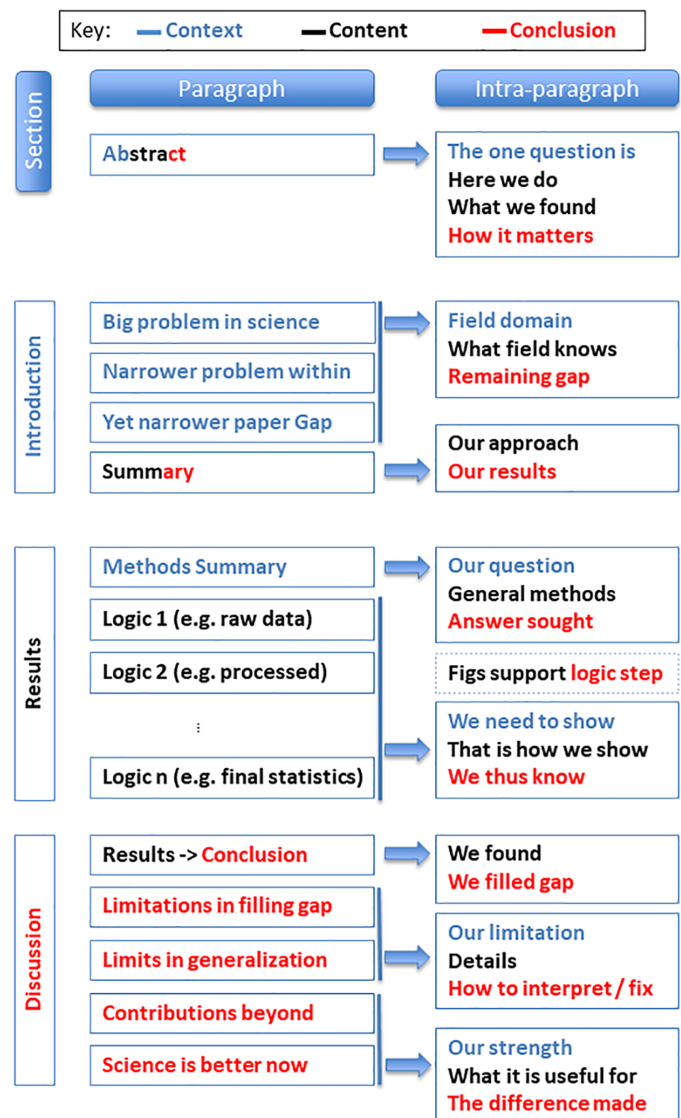 Key: Context Content Conclusion
Section
Paragraph
Intra-paragraph
Abstract
The one question is
Here we do
What we found
How it matters
Introduction
Big problem in science
Narrower problem within
Yet narrower paper Gap
Field domain
What field knows
Remaining gap
Summary
Our approach
Our results
Results
Methods Summary
Our question
General methods
Answer sought
Logic 1 (e.g. raw data)
Logic 2 (e.g. processed)
...
Logic n (e.g. final statistics)
Figs support logic step
We need to show
That is how we show
We thus know
Discussion
Results -> Conclusion
We found
We filled gap
Limitations in filling gap
Limits in generalization
Our limitation
Details
How to interpret / fix
Contributions beyond
Science is better now
Our strength
What it is useful for
The difference made